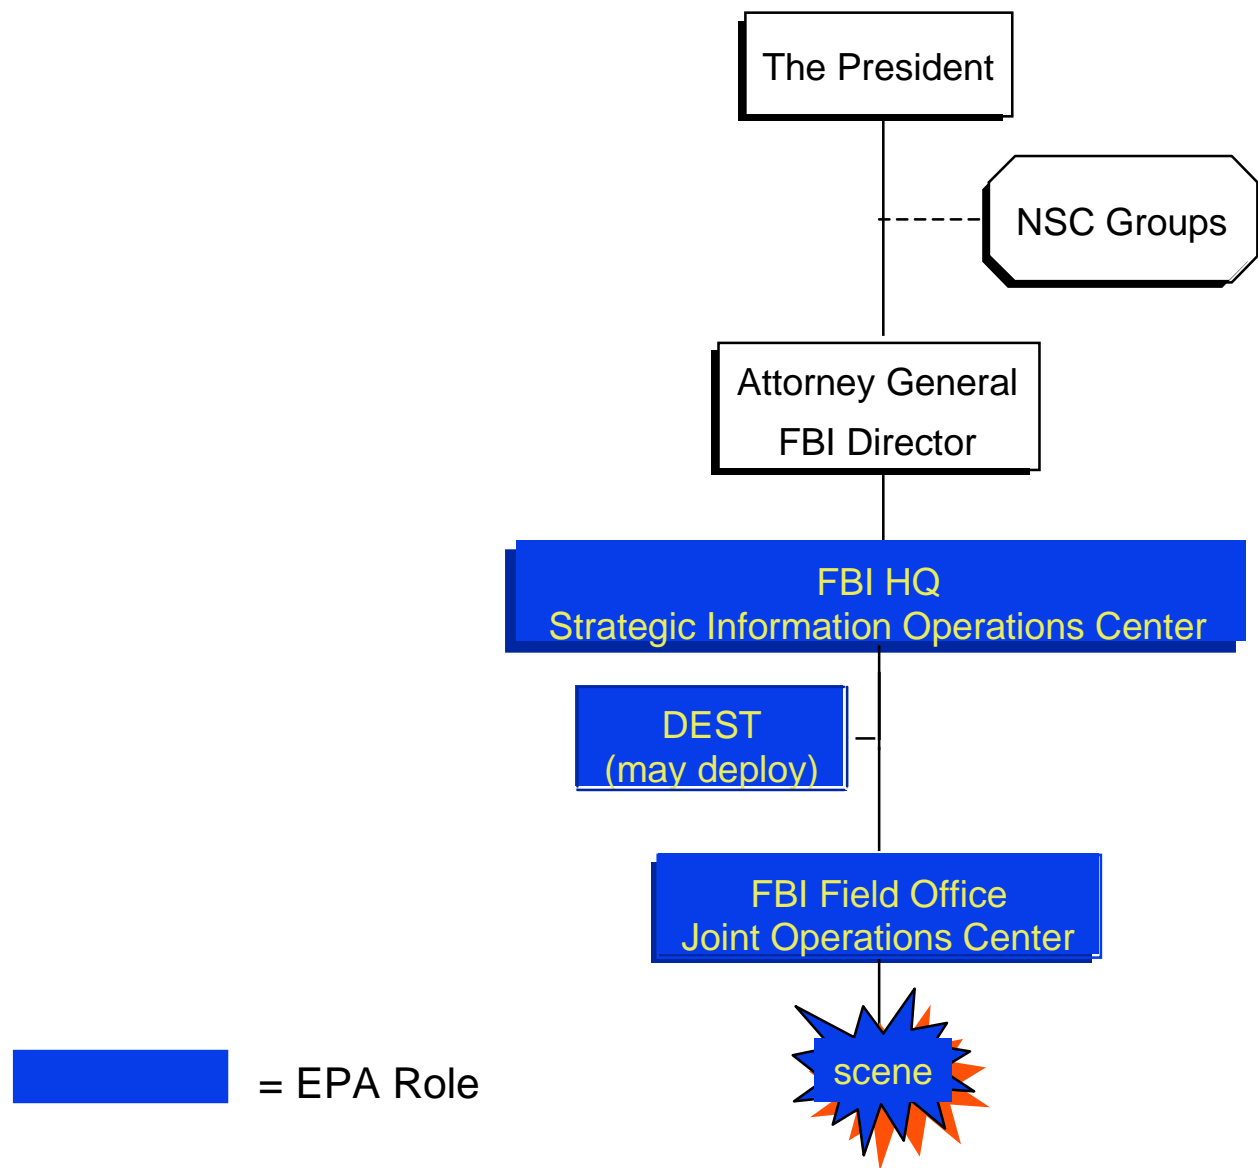 The President
NSC Groups
Attorney General
FBI Director
FBI HQ
Strategic Information Operations Center
DEST
(may deploy)
FBI Field Office
Joint Operations Center
scene
= EPA Role